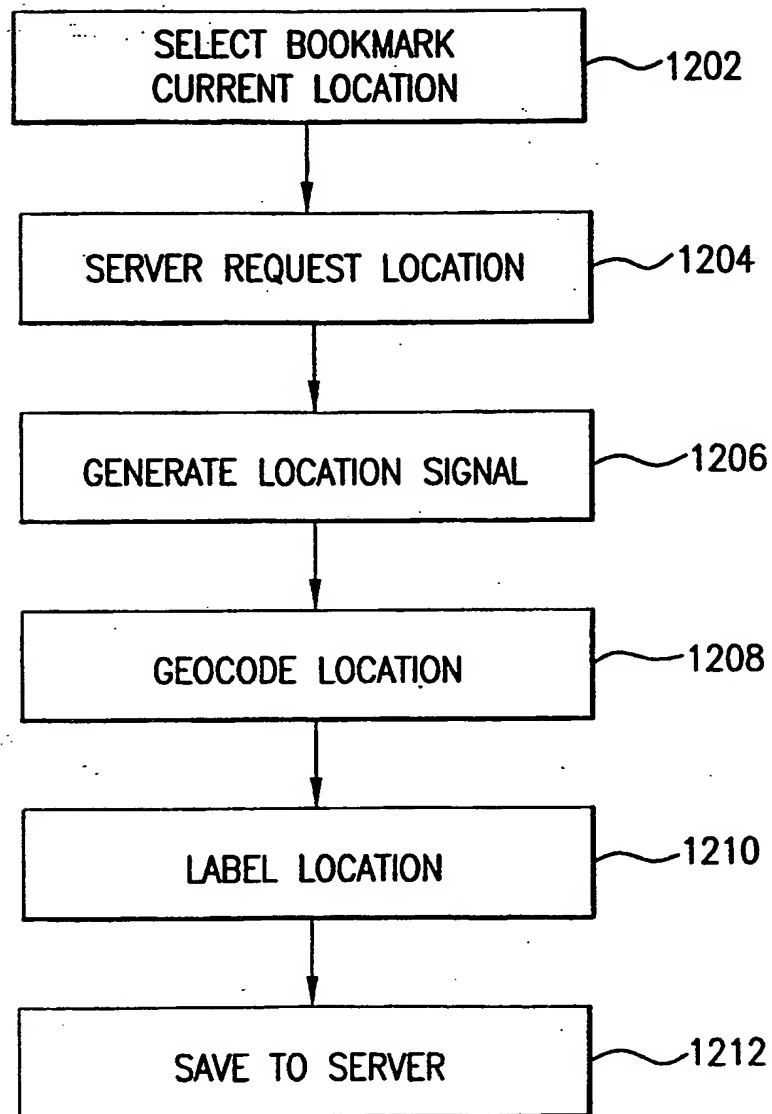 SELECT BOOKMARK
CURRENT LOCATION
1202
SERVER REQUEST LOCATION
1204
GENERATE LOCATION SIGNAL
1206
GEOCODE LOCATION
1208
LABEL LOCATION
1210
SAVE TO SERVER
1212